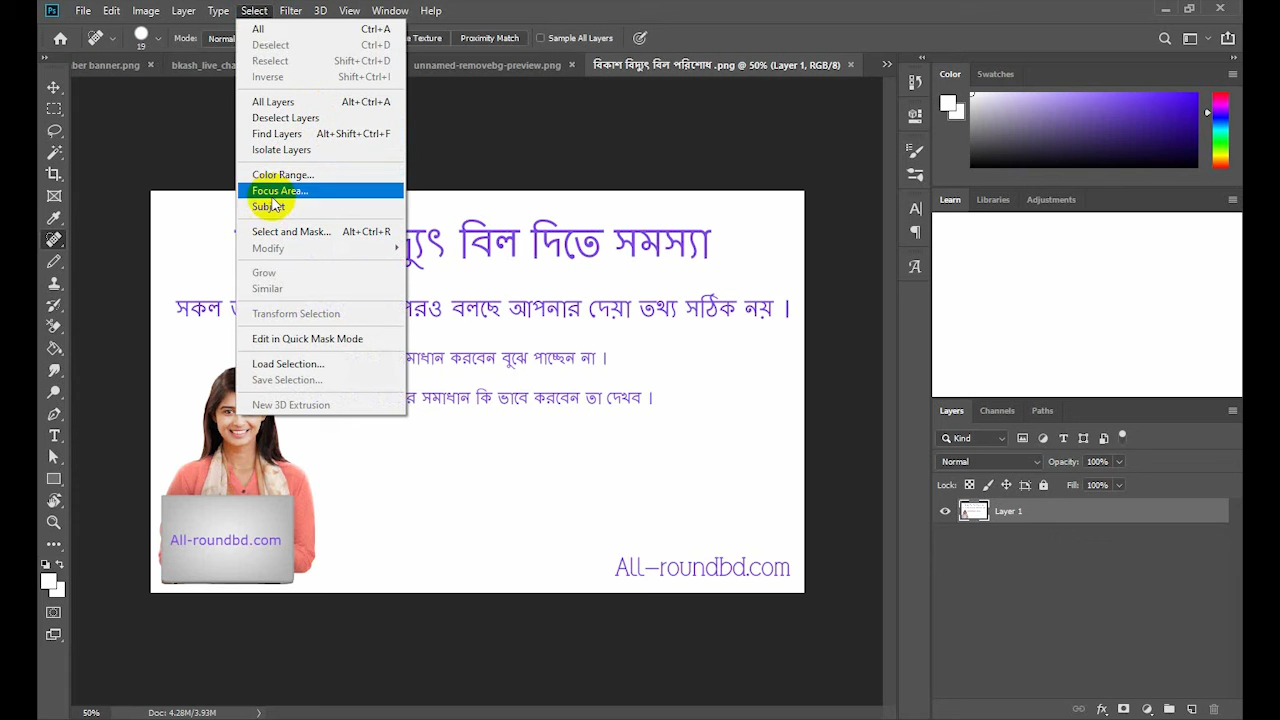 Ps File Edit Image Layer Type Select Filter 3D View Window Help
19 Mode: Normal Texture Proximity Match Sample All Layers
ber banner.png × bkash_live_cha unnamed-removebg-preview.png × বিকাশ বিদ্যুৎ বিল পরিশোধ .png @ 50% (Layer 1, RGB/8) ×
All Ctrl+A
Deselect Ctrl+D
Reselect Shift+Ctrl+D
Inverse Shift+Ctrl+I
All Layers Alt+Ctrl+A
Deselect Layers
Find Layers Alt+Shift+Ctrl+F
Isolate Layers
Color Range...
Focus Area...
Subject
Select and Mask... Alt+Ctrl+R
Modify
Grow
Similar
Transform Selection
Edit in Quick Mask Mode
Load Selection...
Save Selection...
New 3D Extrusion
বিল দিতে সমস্যা
সকল বলছে আপনার দেয়া তথ্য সঠিক নয় ।
করবেন বুঝে পাচ্ছেন না ।
সমাধান কি ভাবে করবেন তা দেখব ।
All-roundbd.com
All-roundbd.com
Color Swatches
Learn Libraries Adjustments
Layers Channels Paths
Kind
Normal Opacity: 100%
Lock: Fill: 100%
Layer 1
50% Doc: 4.28M/3.93M